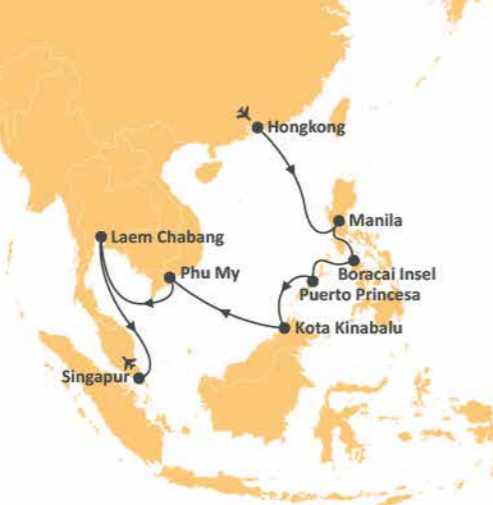 Hongkong
Manila
Laem Chabang
Boracai Insel
Phu My
Puerto Princesa
Kota Kinabalu
Singapur